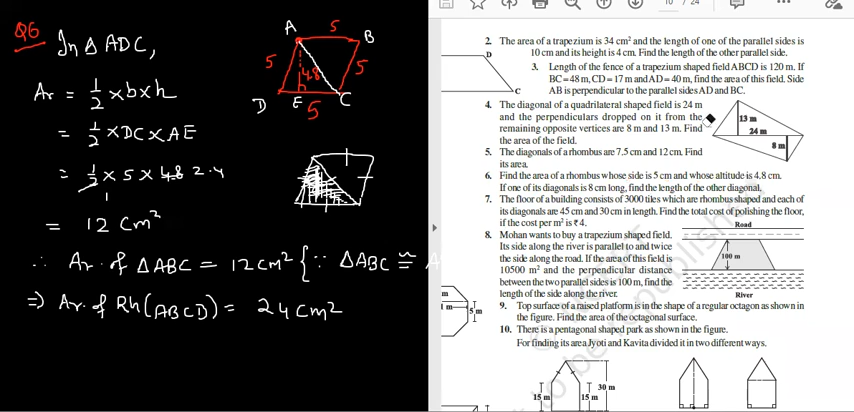 Q6
In Δ ADC,
Ar = 1/2 × b × h
= 1/2 × DC × AE
= 1/2 × 5 × 4.8 2.4
1
= 12 cm²
∴ Ar. of Δ ABC = 12 cm² { ∵ Δ ABC ≅
⇒ Ar. of Rh(ABCD) = 24 cm²
A 5 B
5 4.8 5
D E 5 C
10 / 24
2. The area of a trapezium is 34 cm² and the length of one of the parallel sides is
10 cm and its height is 4 cm. Find the length of the other parallel side.
D
3. Length of the fence of a trapezium shaped field ABCD is 120 m. If
BC = 48 m, CD = 17 m and AD = 40 m, find the area of this field. Side
AB is perpendicular to the parallel sides AD and BC.
C
4. The diagonal of a quadrilateral shaped field is 24 m
and the perpendiculars dropped on it from the
remaining opposite vertices are 8 m and 13 m. Find
the area of the field.
13 m
24 m
8 m
5. The diagonals of a rhombus are 7.5 cm and 12 cm. Find
its area.
6. Find the area of a rhombus whose side is 5 cm and whose altitude is 4.8 cm.
If one of its diagonals is 8 cm long, find the length of the other diagonal.
7. The floor of a building consists of 3000 tiles which are rhombus shaped and each of
its diagonals are 45 cm and 30 cm in length. Find the total cost of polishing the floor,
if the cost per m² is ₹ 4.
8. Mohan wants to buy a trapezium shaped field.
Its side along the river is parallel to and twice
the side along the road. If the area of this field is
10500 m² and the perpendicular distance
between the two parallel sides is 100 m, find the
length of the side along the river.
Road
100 m
River
m
m
5 m
9. Top surface of a raised platform is in the shape of a regular octagon as shown in
the figure. Find the area of the octagonal surface.
10. There is a pentagonal shaped park as shown in the figure.
For finding its area Jyoti and Kavita divided it in two different ways.
15 m
15 m
30 m